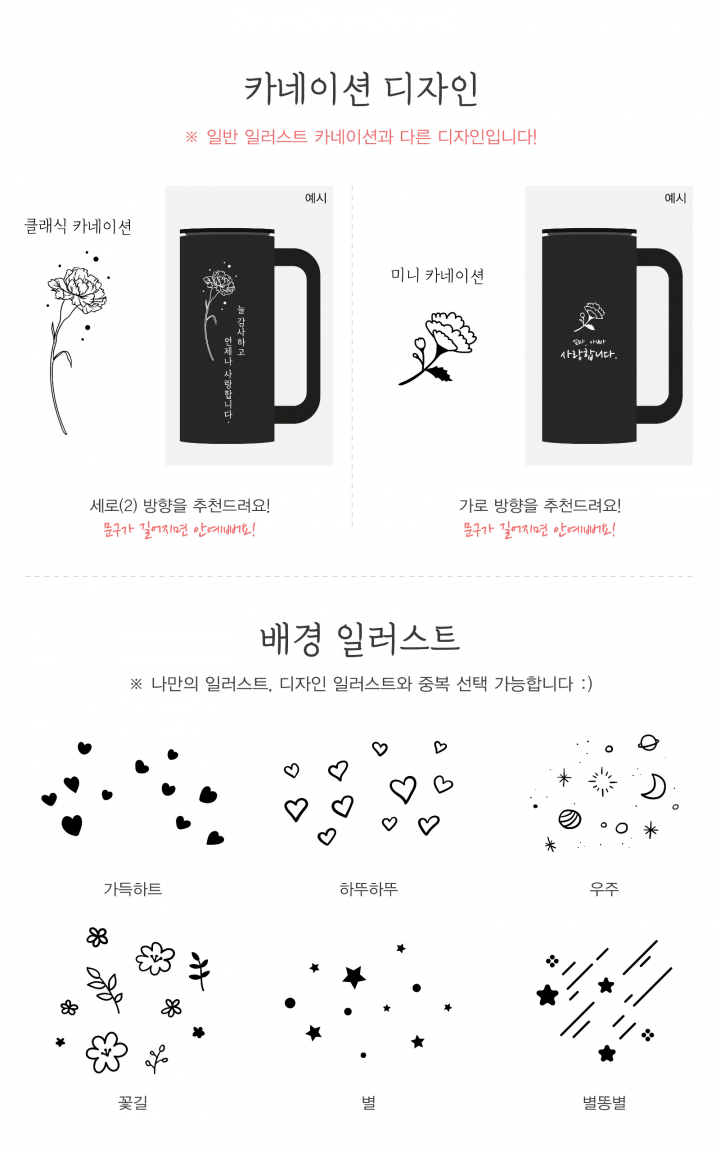 카네이션 디자인
※ 일반 일러스트 카네이션과 다른 디자인입니다!
클래식 카네이션
예시
늘 감사하고
언제나 사랑합니다.
세로(2) 방향을 추천드려요!
문구가 길어지면 안예뻐요!
미니 카네이션
예시
엄마, 아빠
사랑합니다.
가로 방향을 추천드려요!
문구가 길어지면 안예뻐요!
배경 일러스트
※ 나만의 일러스트, 디자인 일러스트와 중복 선택 가능합니다 :)
가득하트
하뚜하뚜
우주
꽃길
별
별똥별